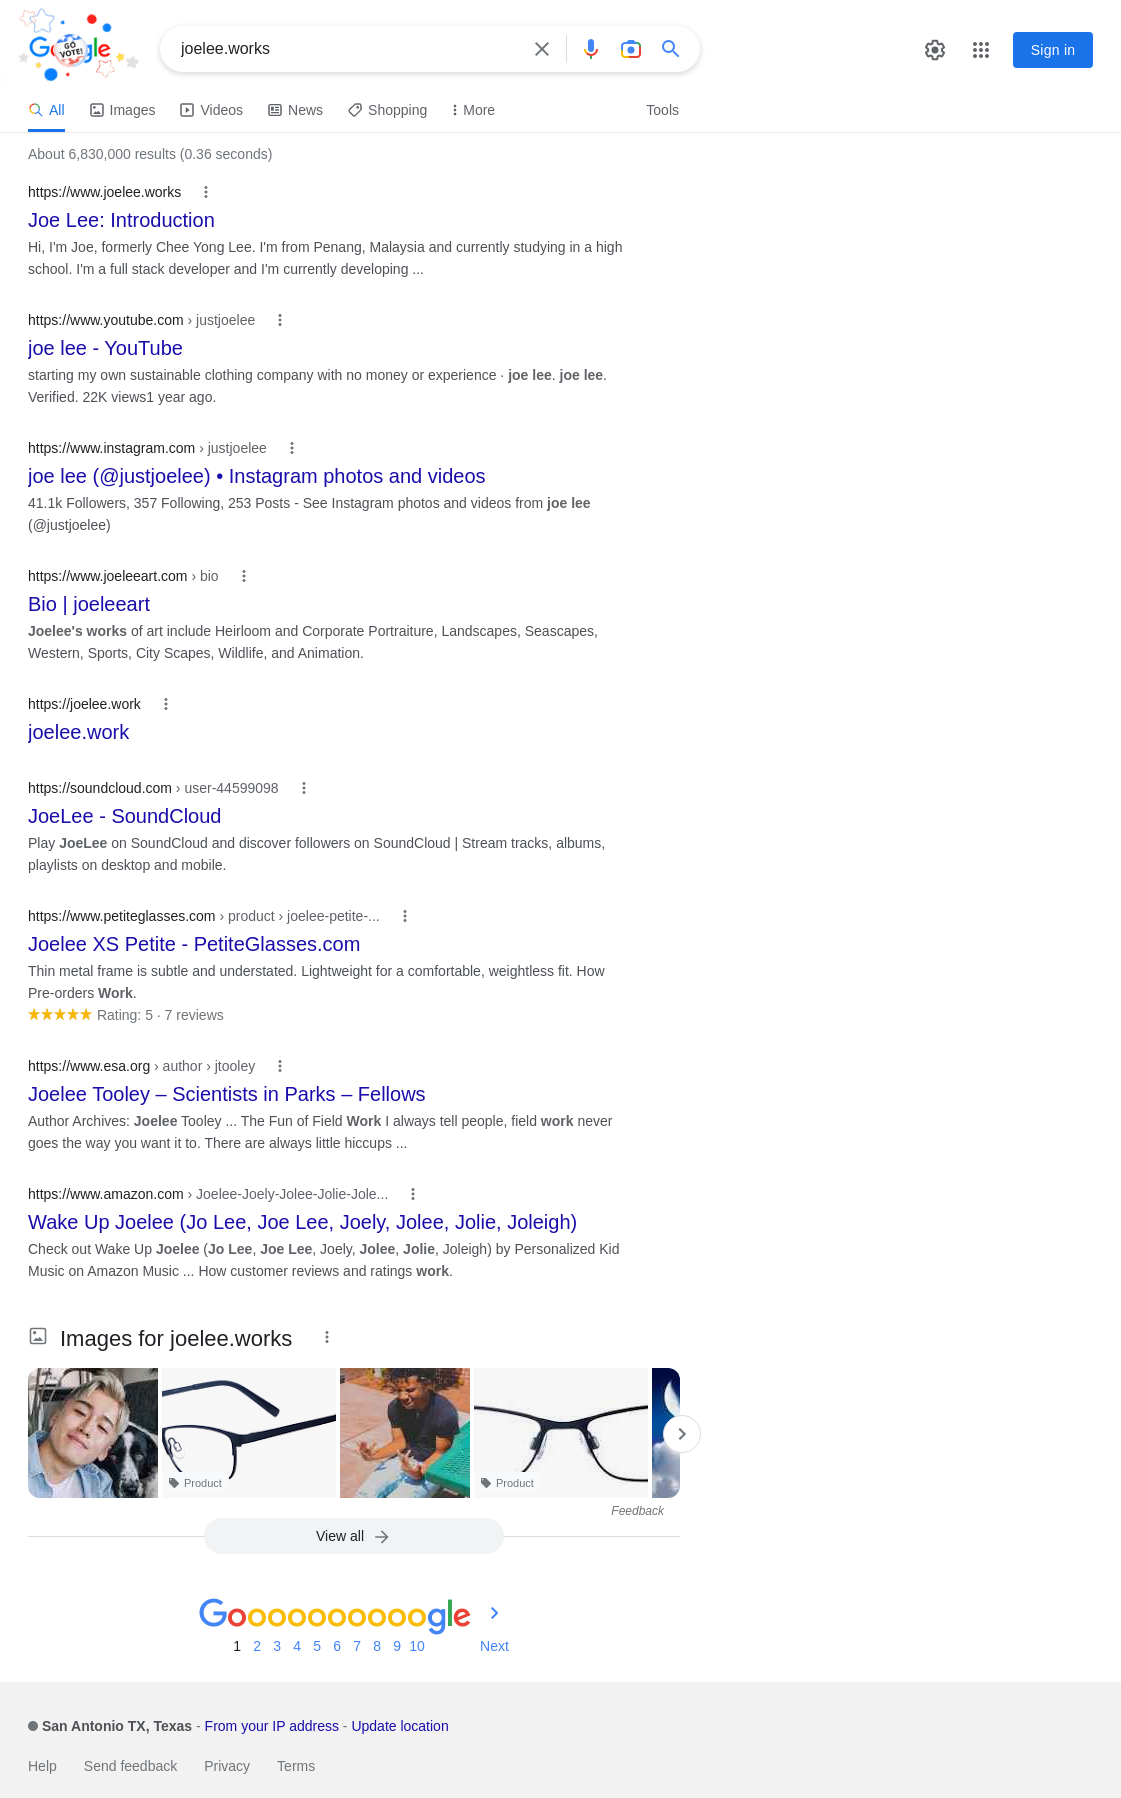 GO VOTE!
joelee.works
Sign in
All Images Videos News Shopping More Tools
About 6,830,000 results (0.36 seconds)
https://www.joelee.works
Joe Lee: Introduction
Hi, I'm Joe, formerly Chee Yong Lee. I'm from Penang, Malaysia and currently studying in a high
school. I'm a full stack developer and I'm currently developing ...
https://www.youtube.com › justjoelee
joe lee - YouTube
starting my own sustainable clothing company with no money or experience · joe lee. joe lee.
Verified. 22K views1 year ago.
https://www.instagram.com › justjoelee
joe lee (@justjoelee) • Instagram photos and videos
41.1k Followers, 357 Following, 253 Posts - See Instagram photos and videos from joe lee
(@justjoelee)
https://www.joeleeart.com › bio
Bio | joeleeart
Joelee's works of art include Heirloom and Corporate Portraiture, Landscapes, Seascapes,
Western, Sports, City Scapes, Wildlife, and Animation.
https://joelee.work
joelee.work
https://soundcloud.com › user-44599098
JoeLee - SoundCloud
Play JoeLee on SoundCloud and discover followers on SoundCloud | Stream tracks, albums,
playlists on desktop and mobile.
https://www.petiteglasses.com › product › joelee-petite-...
Joelee XS Petite - PetiteGlasses.com
Thin metal frame is subtle and understated. Lightweight for a comfortable, weightless fit. How
Pre-orders Work.
Rating: 5 · 7 reviews
https://www.esa.org › author › jtooley
Joelee Tooley – Scientists in Parks – Fellows
Author Archives: Joelee Tooley ... The Fun of Field Work I always tell people, field work never
goes the way you want it to. There are always little hiccups ...
https://www.amazon.com › Joelee-Joely-Jolee-Jolie-Jole...
Wake Up Joelee (Jo Lee, Joe Lee, Joely, Jolee, Jolie, Joleigh)
Check out Wake Up Joelee (Jo Lee, Joe Lee, Joely, Jolee, Jolie, Joleigh) by Personalized Kid
Music on Amazon Music ... How customer reviews and ratings work.
Images for joelee.works
Product Product
Feedback
View all
Goooooooooogle
1 2 3 4 5 6 7 8 9 10 Next
San Antonio TX, Texas - From your IP address - Update location
Help Send feedback Privacy Terms